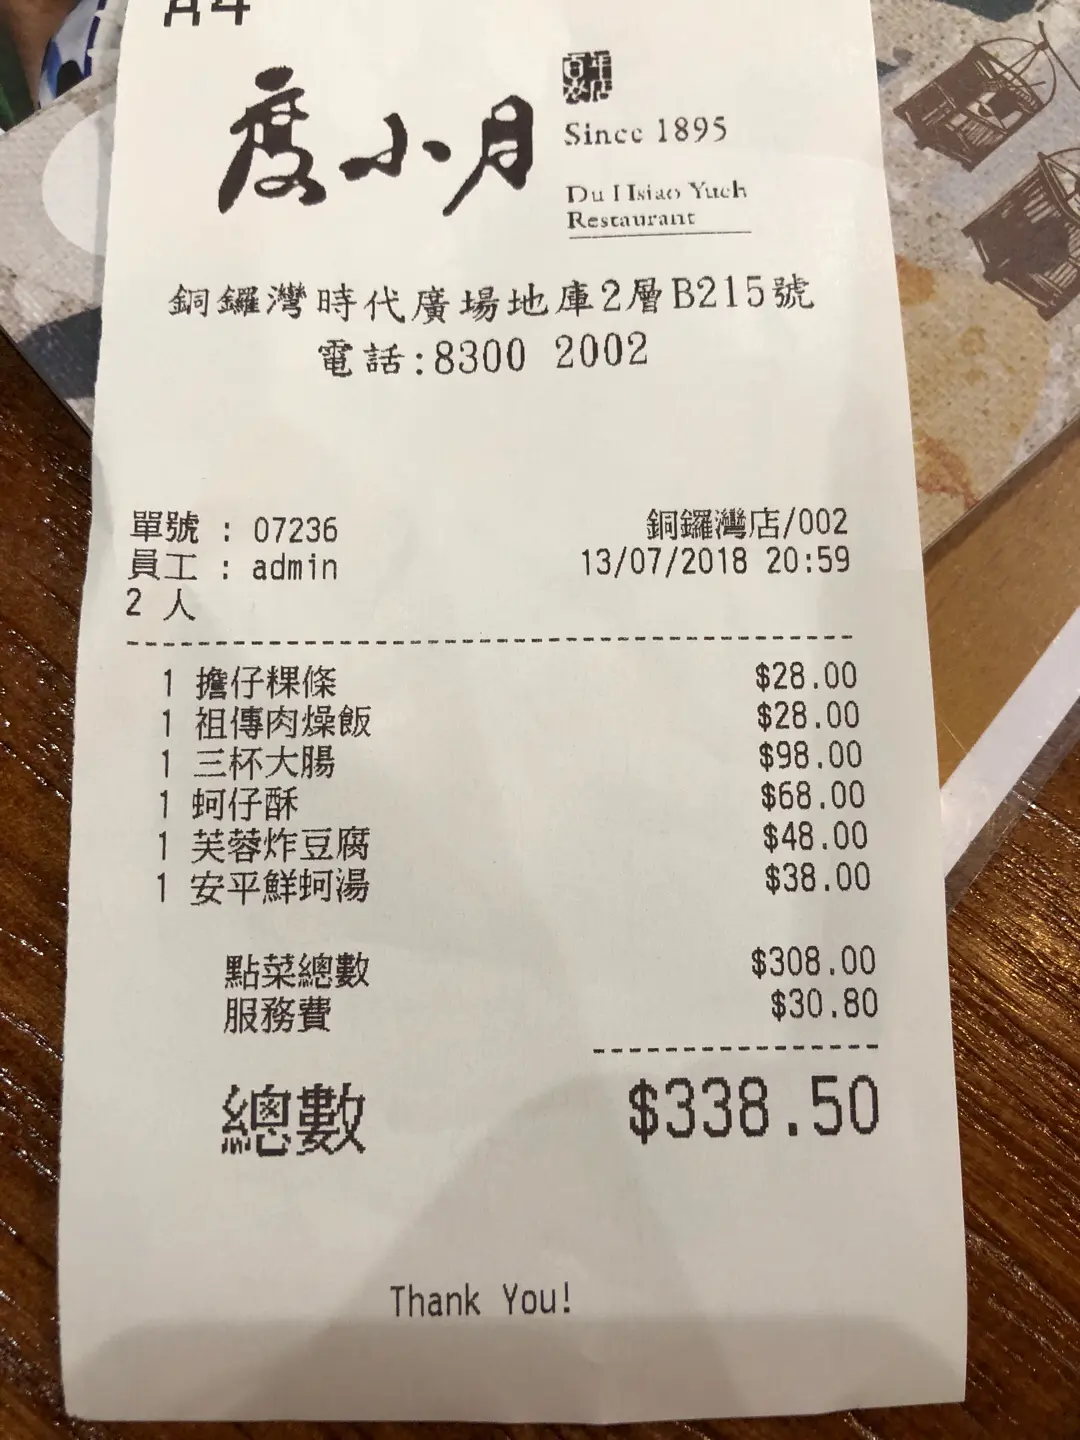 A4
度小月
百年老店
Since 1895
Du Hsiao Yueh
Restaurant
銅鑼灣時代廣場地庫2層B215號
電話:8300 2002
單號 : 07236 銅鑼灣店/002
員工 : admin 13/07/2018 20:59
2 人
1 擔仔粿條 $28.00
1 祖傳肉燥飯 $28.00
1 三杯大腸 $98.00
1 蚵仔酥 $68.00
1 芙蓉炸豆腐 $48.00
1 安平鮮蚵湯 $38.00
點菜總數 $308.00
服務費 $30.80
總數 $338.50
Thank You!